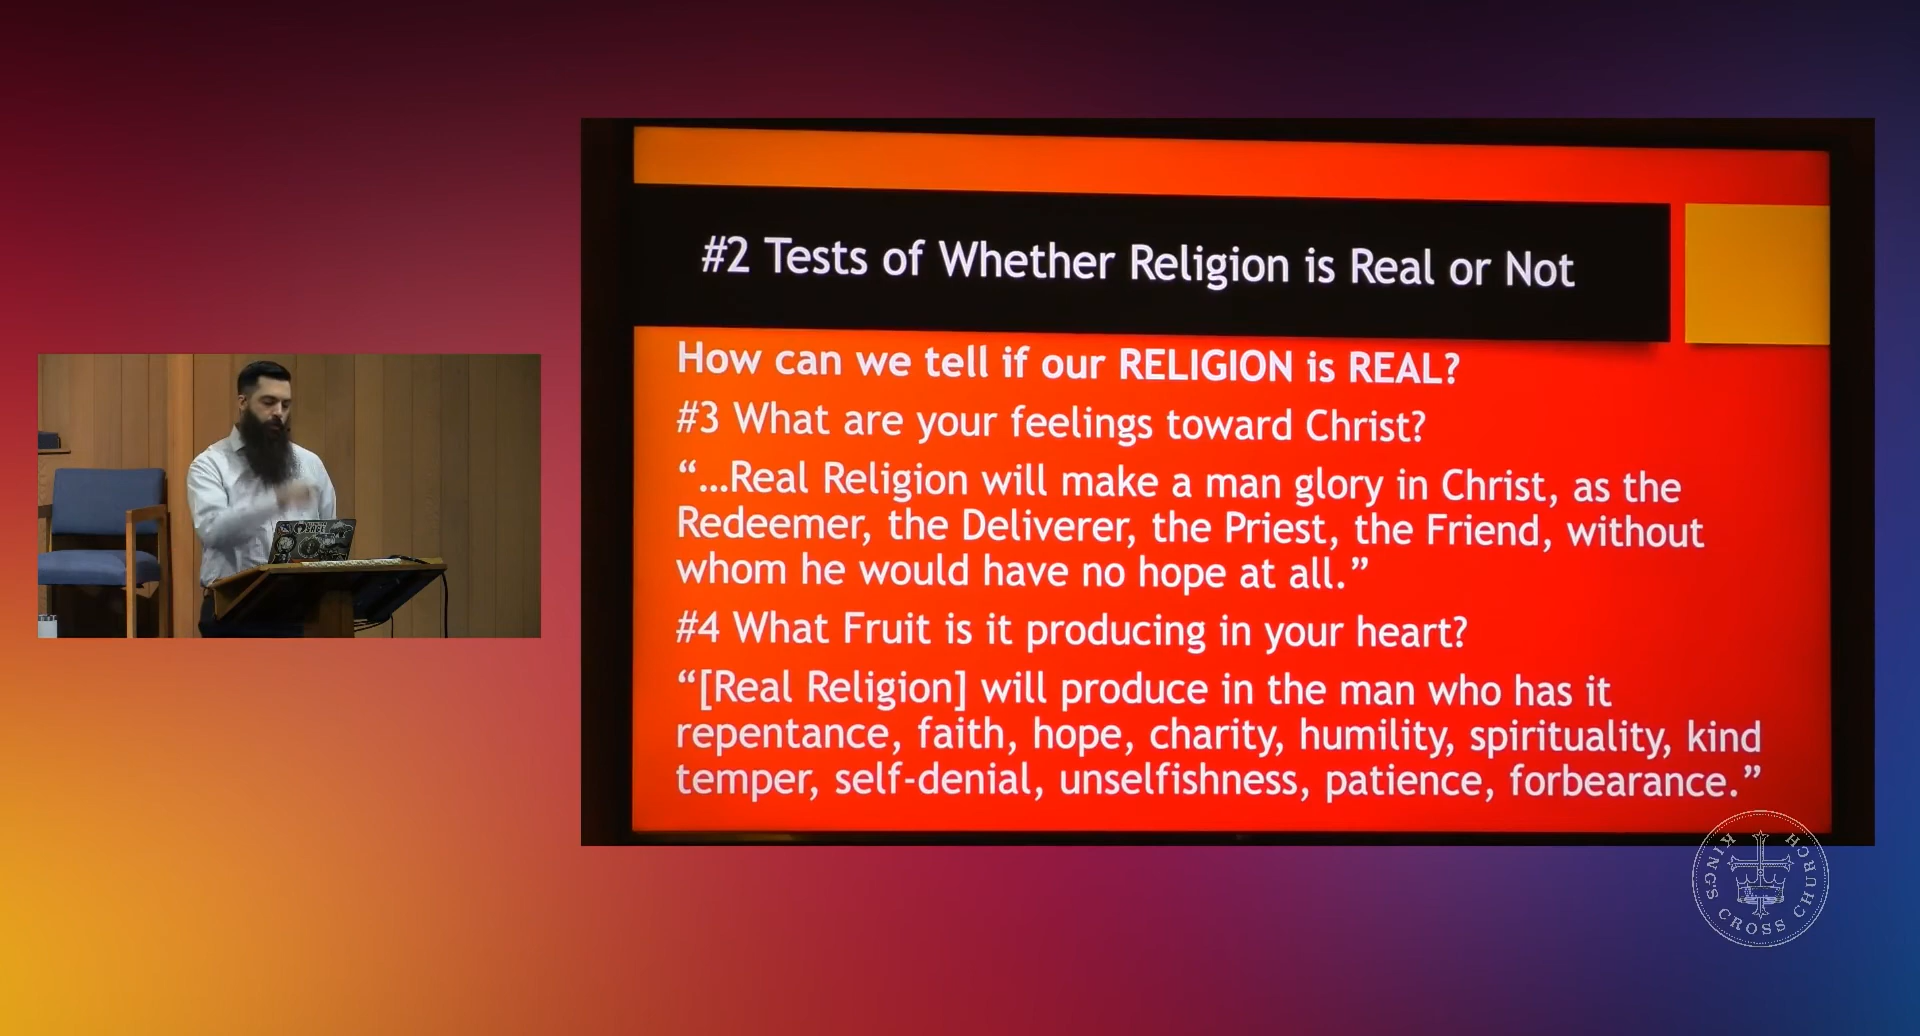 #2 Tests of Whether Religion is Real or Not
How can we tell if our RELIGION is REAL?
#3 What are your feelings toward Christ?
“...Real Religion will make a man glory in Christ, as the
Redeemer, the Deliverer, the Priest, the Friend, without
whom he would have no hope at all.”
#4 What Fruit is it producing in your heart?
“[Real Religion] will produce in the man who has it
repentance, faith, hope, charity, humility, spirituality, kind
temper, self-denial, unselfishness, patience, forbearance.”
KING'S CROSS CHURCH